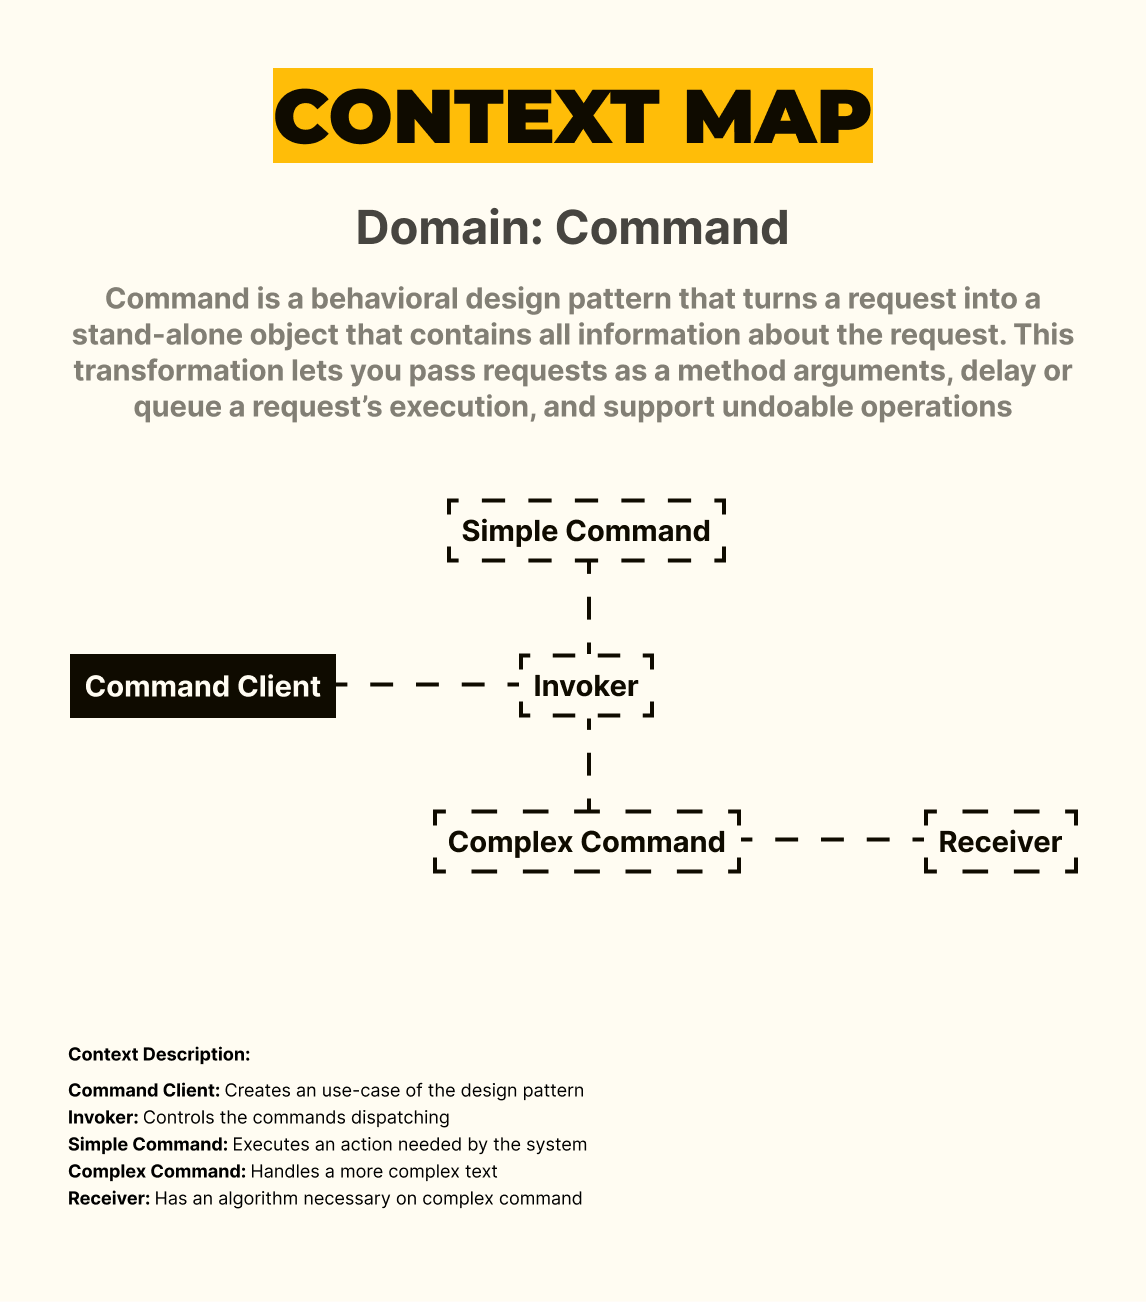 CONTEXT MAP
Domain: Command
Command is a behavioral design pattern that turns a request into a
stand-alone object that contains all information about the request. This
transformation lets you pass requests as a method arguments, delay or
queue a request’s execution, and support undoable operations
Simple Command
Command Client
Invoker
Complex Command
Receiver
Context Description:
Command Client: Creates an use-case of the design pattern
Invoker: Controls the commands dispatching
Simple Command: Executes an action needed by the system
Complex Command: Handles a more complex text
Receiver: Has an algorithm necessary on complex command